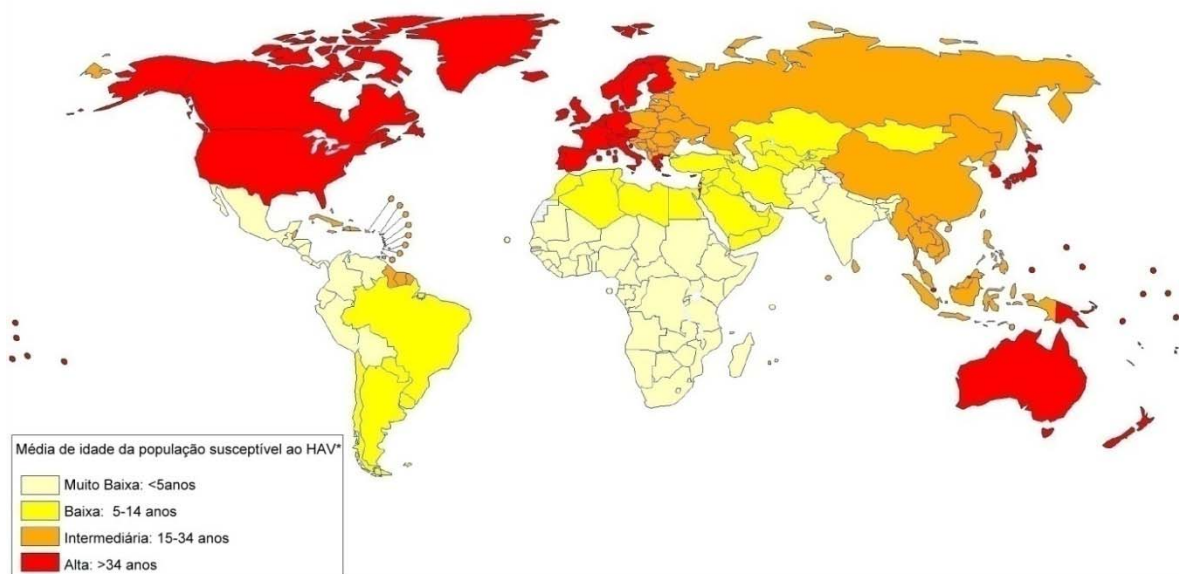 Média de idade da população susceptível ao HAV*
Muito Baixa: <5anos
Baixa: 5-14 anos
Intermediária: 15-34 anos
Alta: >34 anos